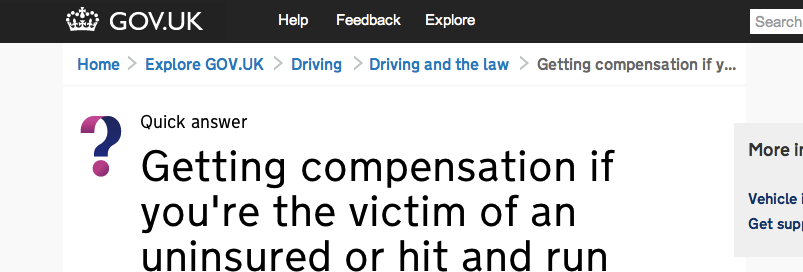 GOV.UK Help Feedback Explore Search
Home Explore GOV.UK Driving Driving and the law Getting compensation if y...
Quick answer
Getting compensation if
you're the victim of an
uninsured or hit and run
More i
Vehicle i
Get supp